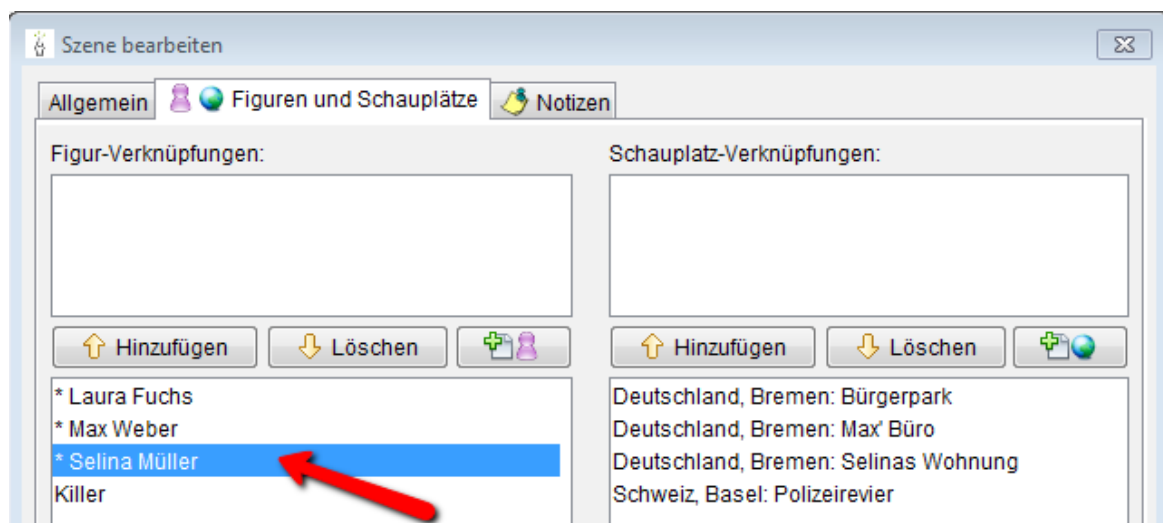 Szene bearbeiten
Allgemein
Figuren und Schauplätze
Notizen
Figur-Verknüpfungen:
Schauplatz-Verknüpfungen:
Hinzufügen
Löschen
Hinzufügen
Löschen
* Laura Fuchs
* Max Weber
* Selina Müller
Killer
Deutschland, Bremen: Bürgerpark
Deutschland, Bremen: Max' Büro
Deutschland, Bremen: Selinas Wohnung
Schweiz, Basel: Polizeirevier